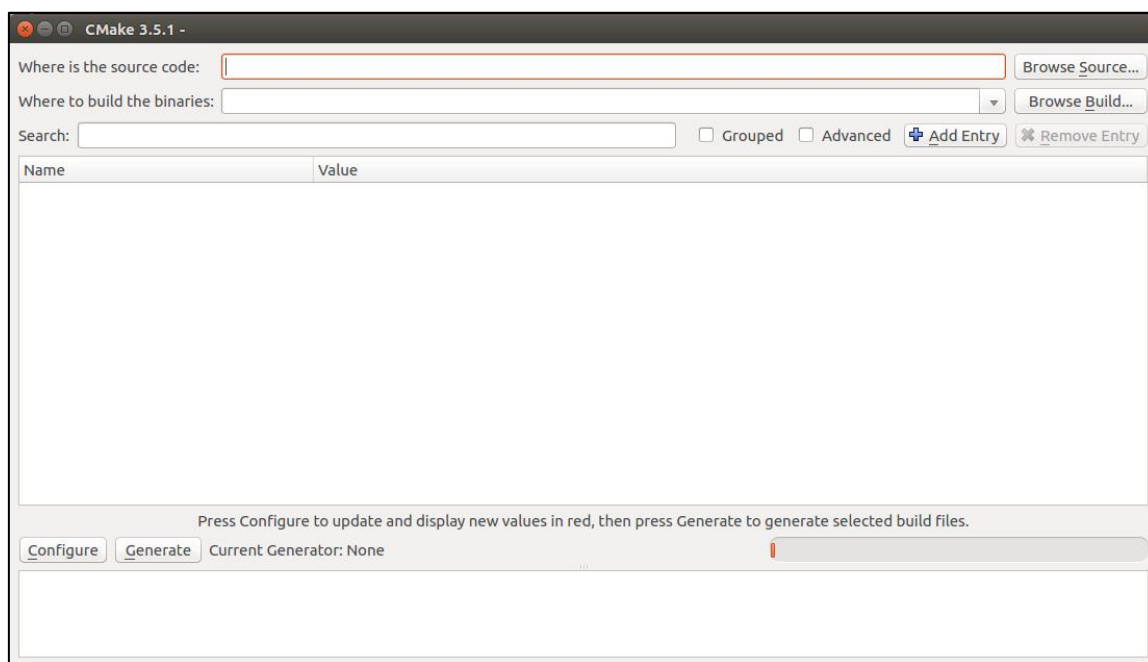 CMake 3.5.1 -
Where is the source code: Browse Source...
Where to build the binaries: Browse Build...
Search: Grouped Advanced Add Entry Remove Entry
Name Value
Press Configure to update and display new values in red, then press Generate to generate selected build files.
Configure Generate Current Generator: None